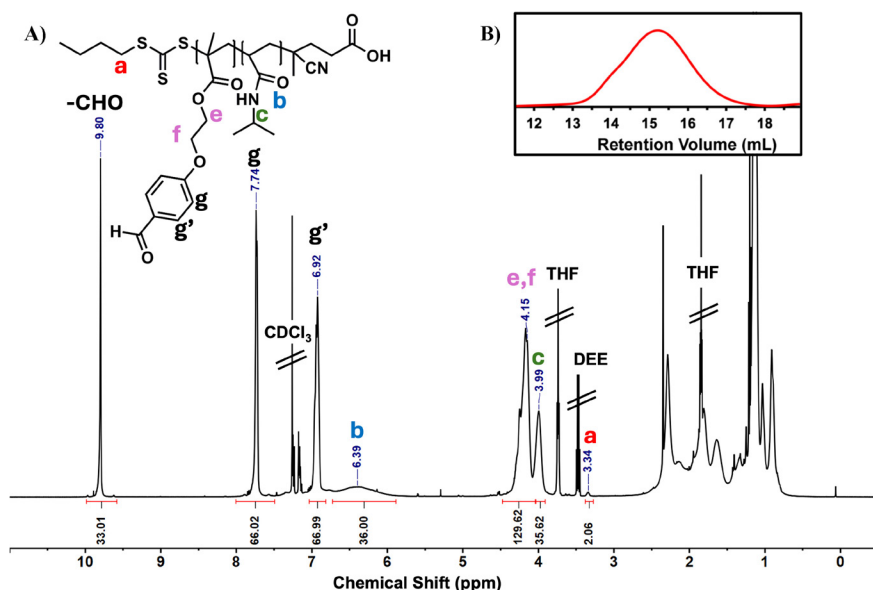 A)
S
S
S
CN
OH
O
O
O
HN
O
O
H
O
a
b
c
e
f
g
g'
B)
12 13 14 15 16 17 18
Retention Volume (mL)
-CHO
9.80
g
7.74
CDCl₃
g'
6.92
b
6.39
e,f
4.15
c
3.99
THF
DEE
a
3.34
THF
33.01
66.02
66.99
36.00
129.62
35.62
2.06
10 9 8 7 6 5 4 3 2 1 0
Chemical Shift (ppm)